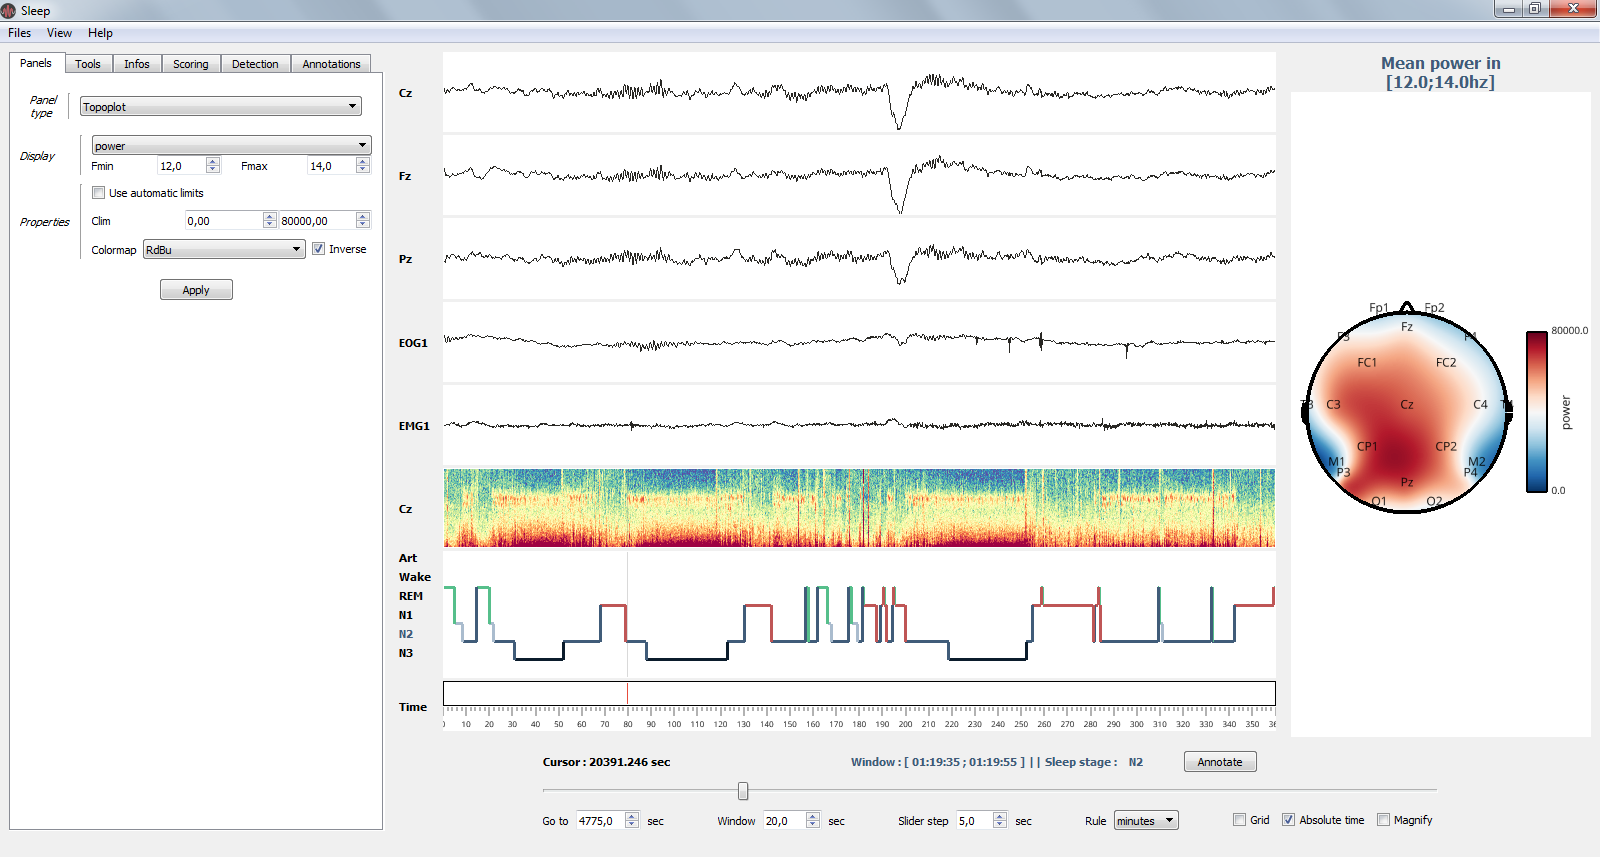 Sleep
Files View Help
Panels Tools Infos Scoring Detection Annotations
Panel type
Topoplot
Display
power
Fmin 12,0 Fmax 14,0
Use automatic limits
Properties
Clim 0,00 80000,00
Colormap RdBu Inverse
Apply
Cz
Fz
Pz
EOG1
EMG1
Cz
Art
Wake
REM
N1
N2
N3
Time
10 20 30 40 50 60 70 80 90 100 110 120 130 140 150 160 170 180 190 200 210 220 230 240 250 260 270 280 290 300 310 320 330 340 350
Mean power in
[12.0;14.0hz]
Fp1 Fp2
Fz
FC1 FC2
C3 Cz C4
CP1 CP2
M1 M2
P3 P4
Pz
O1 O2
80000.0
power
0.0
Cursor : 20391.246 sec
Window : [ 01:19:35 ; 01:19:55 ] || Sleep stage : N2
Annotate
Go to 4775,0 sec Window 20,0 sec Slider step 5,0 sec Rule minutes Grid Absolute time Magnify